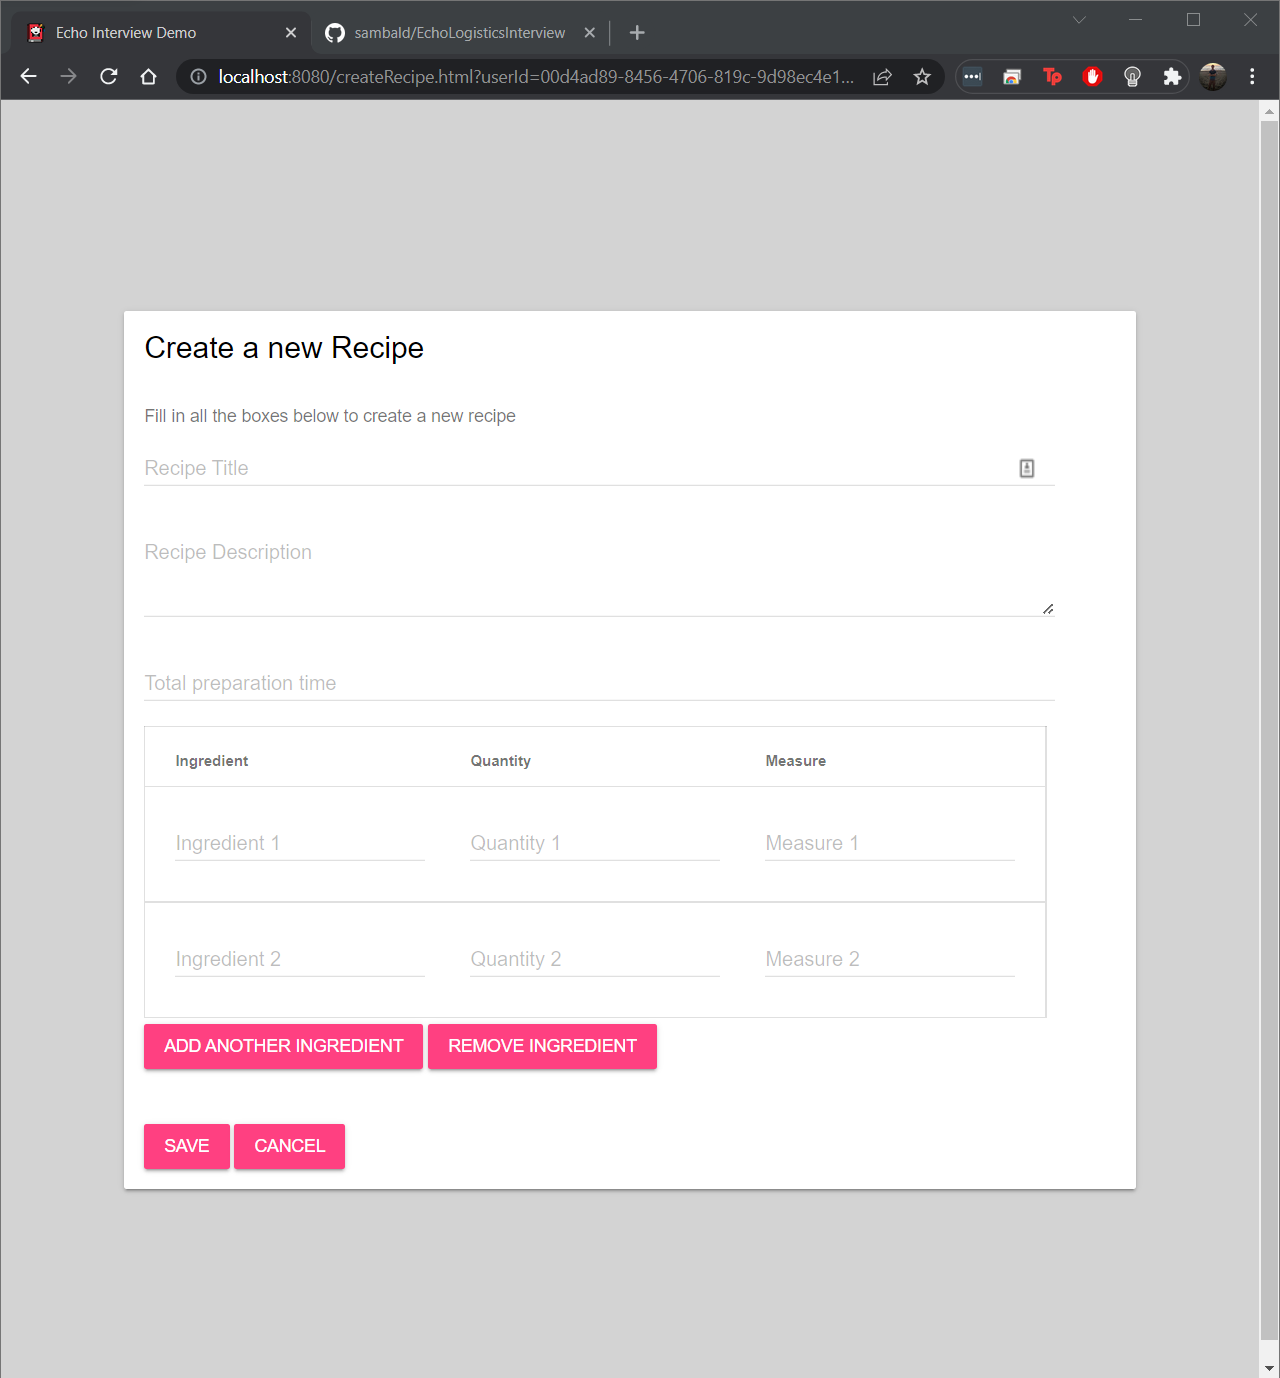 Echo Interview Demo
sambald/EchoLogisticsInterview
localhost:8080/createRecipe.html?userId=00d4ad89-8456-4706-819c-9d98ec4e1...
Tp
Create a new Recipe
Fill in all the boxes below to create a new recipe
Recipe Title
Recipe Description
Total preparation time
Ingredient Quantity Measure
Ingredient 1 Quantity 1 Measure 1
Ingredient 2 Quantity 2 Measure 2
ADD ANOTHER INGREDIENT REMOVE INGREDIENT
SAVE CANCEL